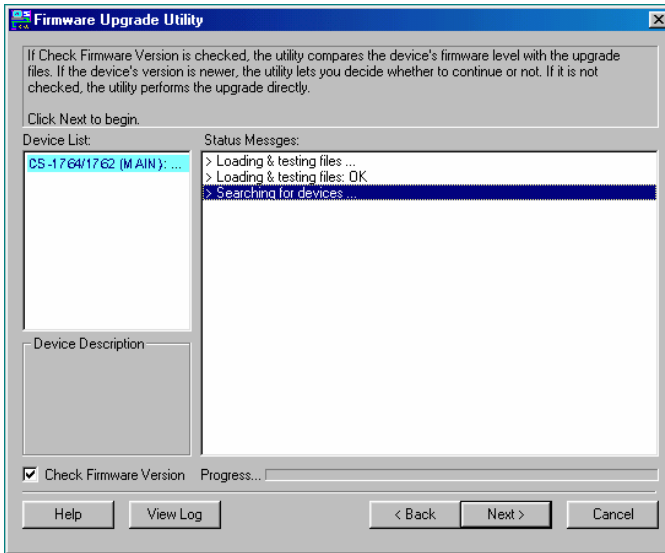 Firmware Upgrade Utility
If Check Firmware Version is checked, the utility compares the device's firmware level with the upgrade
files. If the device's version is newer, the utility lets you decide whether to continue or not. If it is not
checked, the utility performs the upgrade directly.
Click Next to begin.
Device List:
CS-1764/1762 (MAIN): ...
Status Messges:
> Loading & testing files ...
> Loading & testing files: OK
> Searching for devices ...
Device Description
Check Firmware Version
Progress...
Help
View Log
< Back
Next >
Cancel